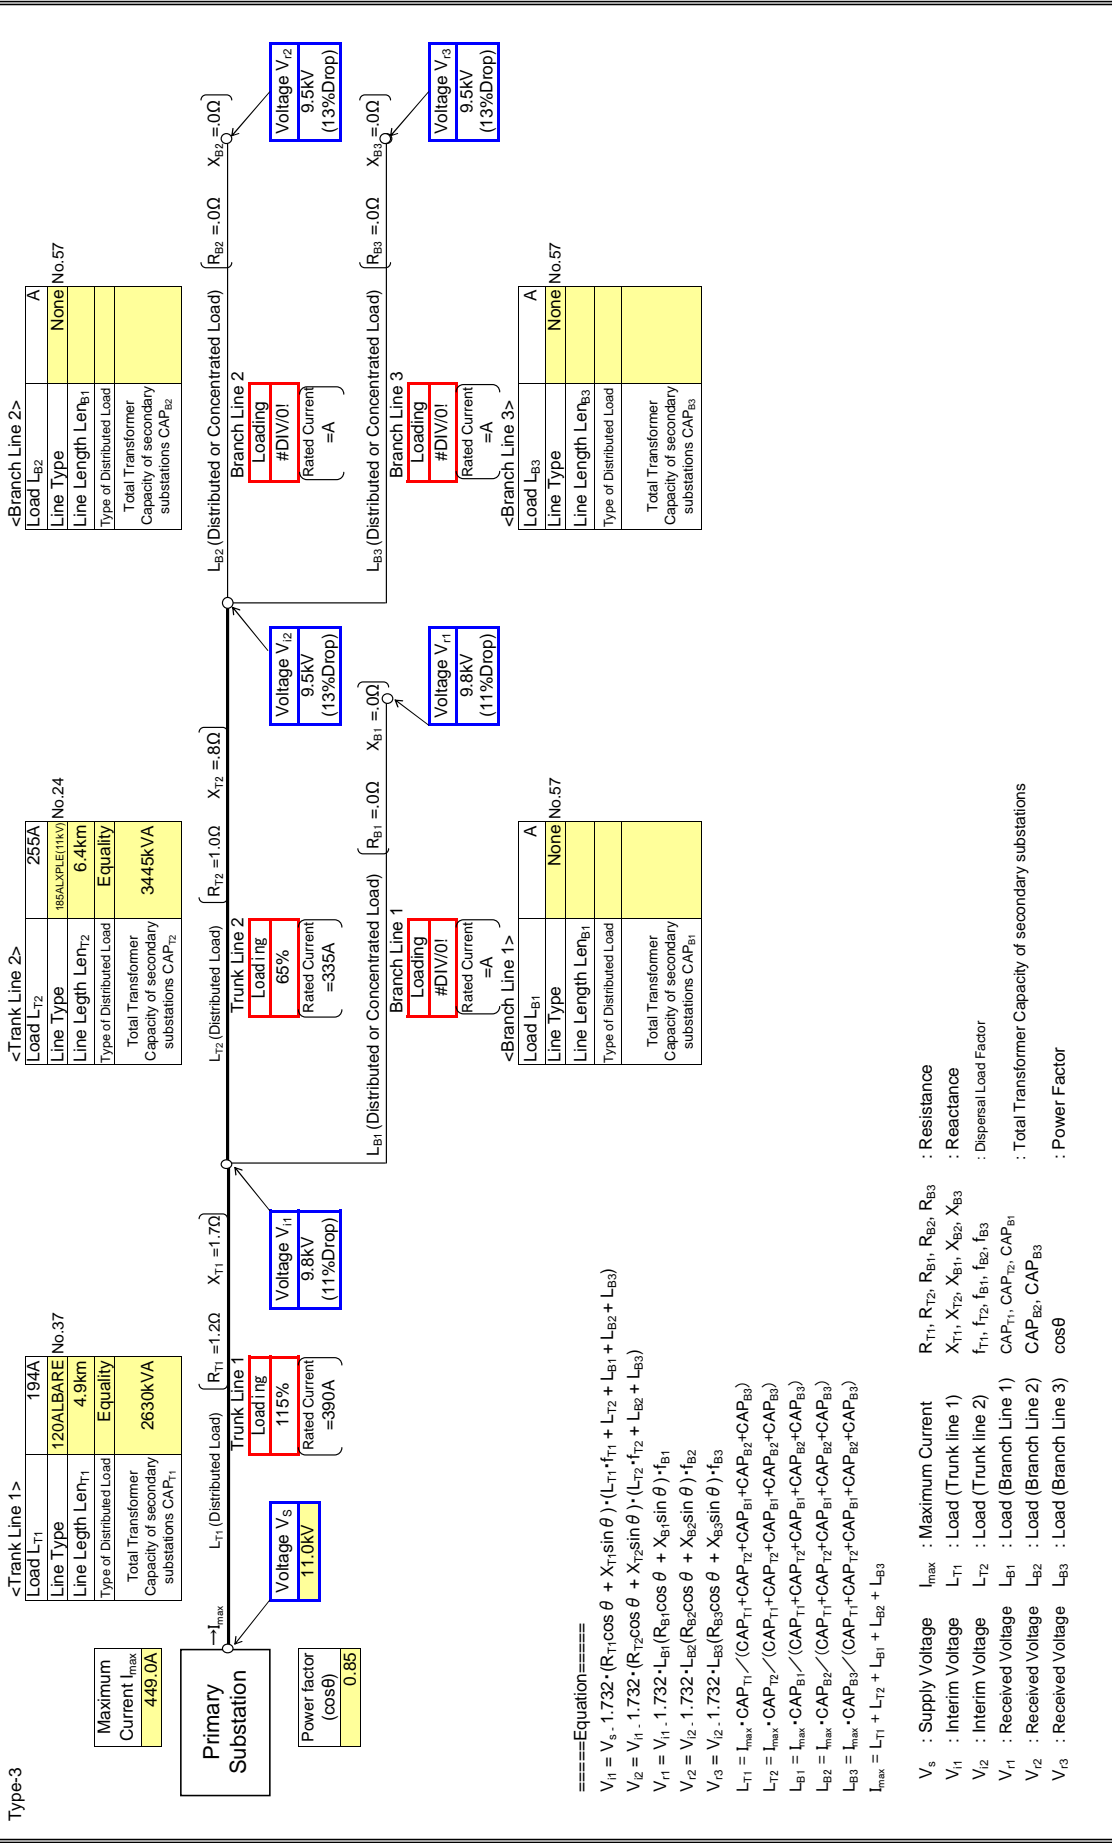 Type-3
Maximum
Current Imax
449.0A
Primary
Substation
Power factor
(cosθ)
0.85
→Imax
Voltage VS
11.0kV
<Trank Line 1>
Load LT1 194A
Line Type 120ALBARE No.37
Line Legth LenT1 4.9km
Type of Distributed Load Equality
Total Transformer
Capacity of secondary
substations CAPT1
2630kVA
LT1 (Distributed Load)
RT1 =1.2Ω XT1 =1.7Ω
Trunk Line 1
Loading
115%
Rated Current
=390A
Voltage Vi1
9.8kV
(11%Drop)
<Trank Line 2>
Load LT2 255A
Line Type 185ALXPLE(11kV) No.24
Line Length LenT2 6.4km
Type of Distributed Load Equality
Total Transformer
Capacity of secondary
substations CAPT2
3445kVA
LT2 (Distributed Load)
RT2 =1.0Ω XT2 =.8Ω
Trunk Line 2
Loading
65%
Rated Current
=335A
Voltage Vi2
9.5kV
(13%Drop)
LB1 (Distributed or Concentrated Load)
RB1 =.0Ω XB1 =.0Ω
Branch Line 1
Loading
#DIV/0!
Rated Current
=A
Voltage Vr1
9.8kV
(11%Drop)
<Branch Line 1>
Load LB1 A
Line Type None No.57
Line Length LenB1
Type of Distributed Load
Total Transformer
Capacity of secondary
substations CAPB1
<Branch Line 2>
Load LB2 A
Line Type None No.57
Line Length LenB1
Type of Distributed Load
Total Transformer
Capacity of secondary
substations CAPB2
LB2 (Distributed or Concentrated Load)
RB2 =.0Ω XB2 =.0Ω
Branch Line 2
Loading
#DIV/0!
Rated Current
=A
Voltage Vr2
9.5kV
(13%Drop)
LB3 (Distributed or Concentrated Load)
RB3 =.0Ω XB3 =.0Ω
Branch Line 3
Loading
#DIV/0!
Rated Current
=A
Voltage Vr3
9.5kV
(13%Drop)
<Branch Line 3>
Load LB3 A
Line Type None No.57
Line Length LenB3
Type of Distributed Load
Total Transformer
Capacity of secondary
substations CAPB3
=====Equation=====
Vi1 = Vs - 1.732・(RT1cos θ + XT1sin θ)・(LT1・fT1 + LT2 + LB1 + LB2 + LB3)
Vi2 = Vi1 - 1.732・(RT2cos θ + XT2sin θ)・(LT2・fT2 + LB2 + LB3)
Vr1 = Vi1 - 1.732・LB1(RB1cos θ + XB1sin θ)・fB1
Vr2 = Vi2 - 1.732・LB2(RB2cos θ + XB2sin θ)・fB2
Vr3 = Vi2 - 1.732・LB3(RB3cos θ + XB3sin θ)・fB3
LT1 = Imax・CAPT1／(CAPT1+CAPT2+CAPB1+CAPB2+CAPB3)
LT2 = Imax・CAPT2／(CAPT1+CAPT2+CAPB1+CAPB2+CAPB3)
LB1 = Imax・CAPB1／(CAPT1+CAPT2+CAPB1+CAPB2+CAPB3)
LB2 = Imax・CAPB2／(CAPT1+CAPT2+CAPB1+CAPB2+CAPB3)
LB3 = Imax・CAPB3／(CAPT1+CAPT2+CAPB1+CAPB2+CAPB3)
Imax = LT1 + LT2 + LB1 + LB2 + LB3
Vs : Supply Voltage Imax : Maximum Current RT1, RT2, RB1, RB2, RB3 : Resistance
Vi1 : Interim Voltage LT1 : Load (Trunk line 1) XT1, XT2, XB1, XB2, XB3 : Reactance
Vi2 : Interim Voltage LT2 : Load (Trunk line 2) fT1, fT2, fB1, fB2, fB3 : Dispersal Load Factor
Vr1 : Received Voltage LB1 : Load (Branch Line 1) CAPT1, CAPT2, CAPB1
Vr2 : Received Voltage LB2 : Load (Branch Line 2) CAPB2, CAPB3 : Total Transformer Capacity of secondary substations
Vr3 : Received Voltage LB3 : Load (Branch Line 3) cosθ : Power Factor